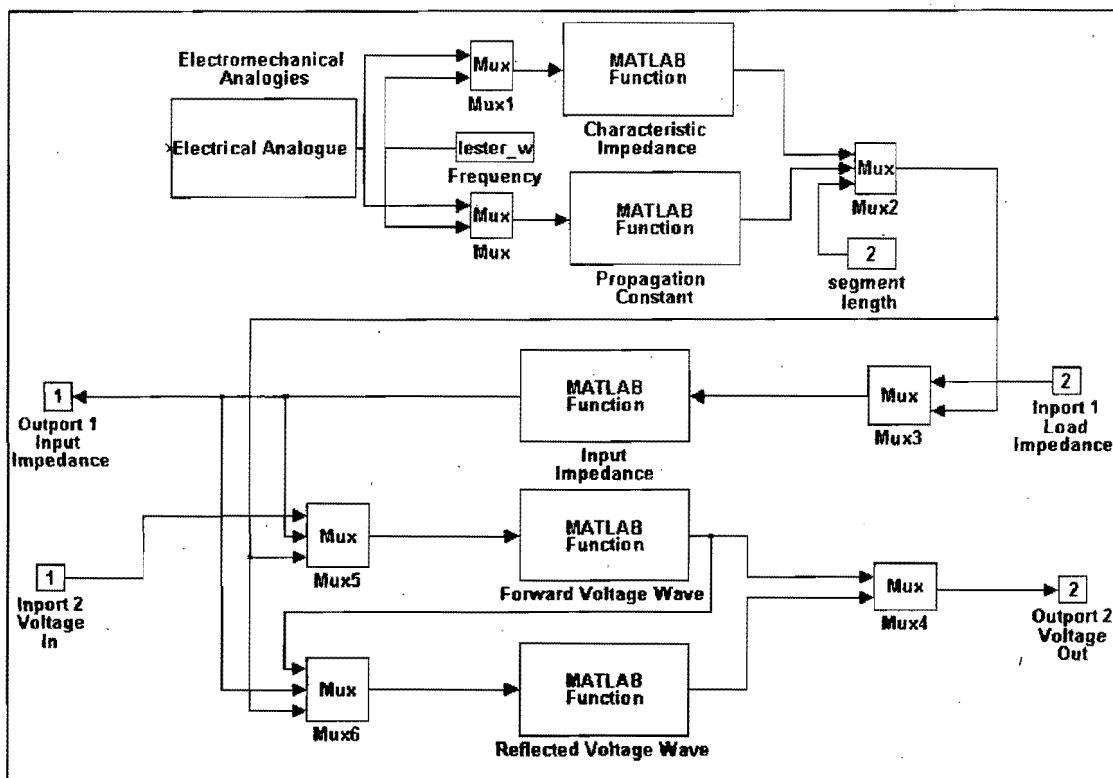 Electromechanical
Analogies
Electrical Analogue
Mux
Mux1
MATLAB
Function
Characteristic
Impedance
lester_w
Frequency
Mux
Mux
MATLAB
Function
Propagation
Constant
Mux
Mux2
2
segment
length
1
Outport 1
Input
Impedance
MATLAB
Function
Input
Impedance
Mux
Mux3
2
Inport 1
Load
Impedance
Mux
Mux5
MATLAB
Function
Forward Voltage Wave
1
Inport 2
Voltage
In
Mux
Mux4
2
Outport 2
Voltage
Out
Mux
Mux6
MATLAB
Function
Reflected Voltage Wave